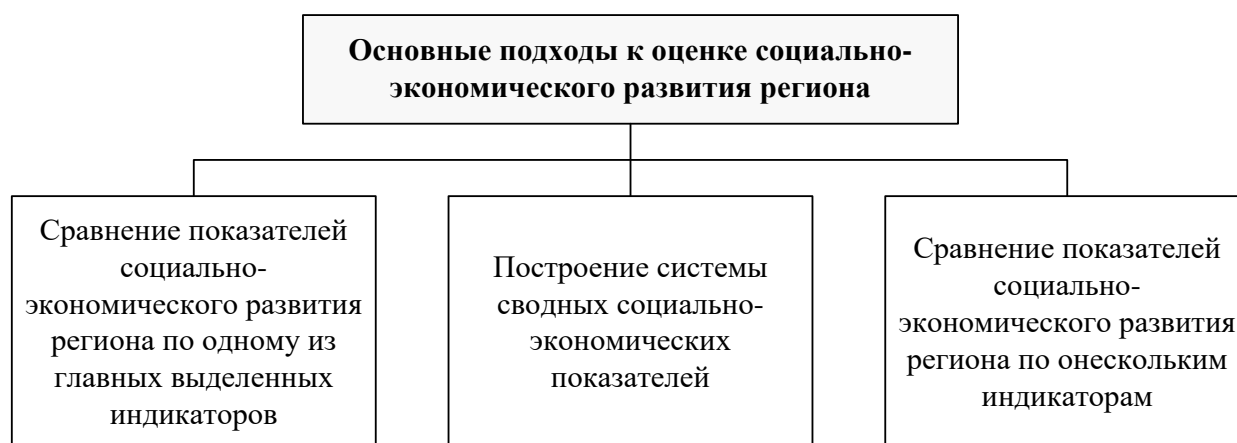 Основные подходы к оценке социально-
экономического развития региона
Сравнение показателей
социально-
экономического развития
региона по одному из
главных выделенных
индикаторов
Построение системы
сводных социально-
экономических
показателей
Сравнение показателей
социально-
экономического развития
региона по онескольким
индикаторам